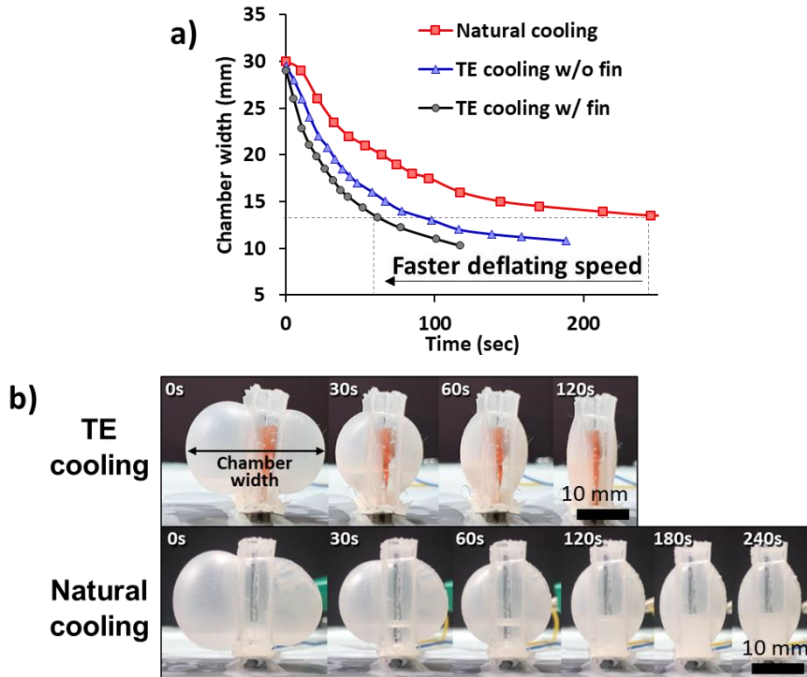 a)
Natural cooling
TE cooling w/o fin
TE cooling w/ fin
Chamber width (mm)
35
30
25
20
15
10
5
Faster deflating speed
0
100
200
Time (sec)
b)
TE
cooling
0s
30s
60s
120s
Chamber
width
10 mm
Natural
cooling
0s
30s
60s
120s
180s
240s
10 mm